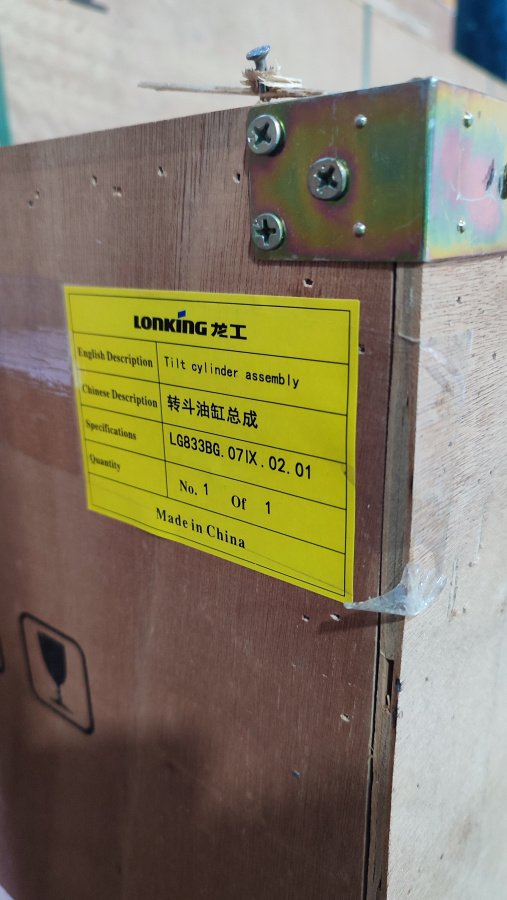 LONKING 龙工
English Description Tilt cylinder assembly
Chinese Description 转斗油缸总成
Specifications LG833BG.07IX.02.01
Quantity No. 1 Of 1
Made in China